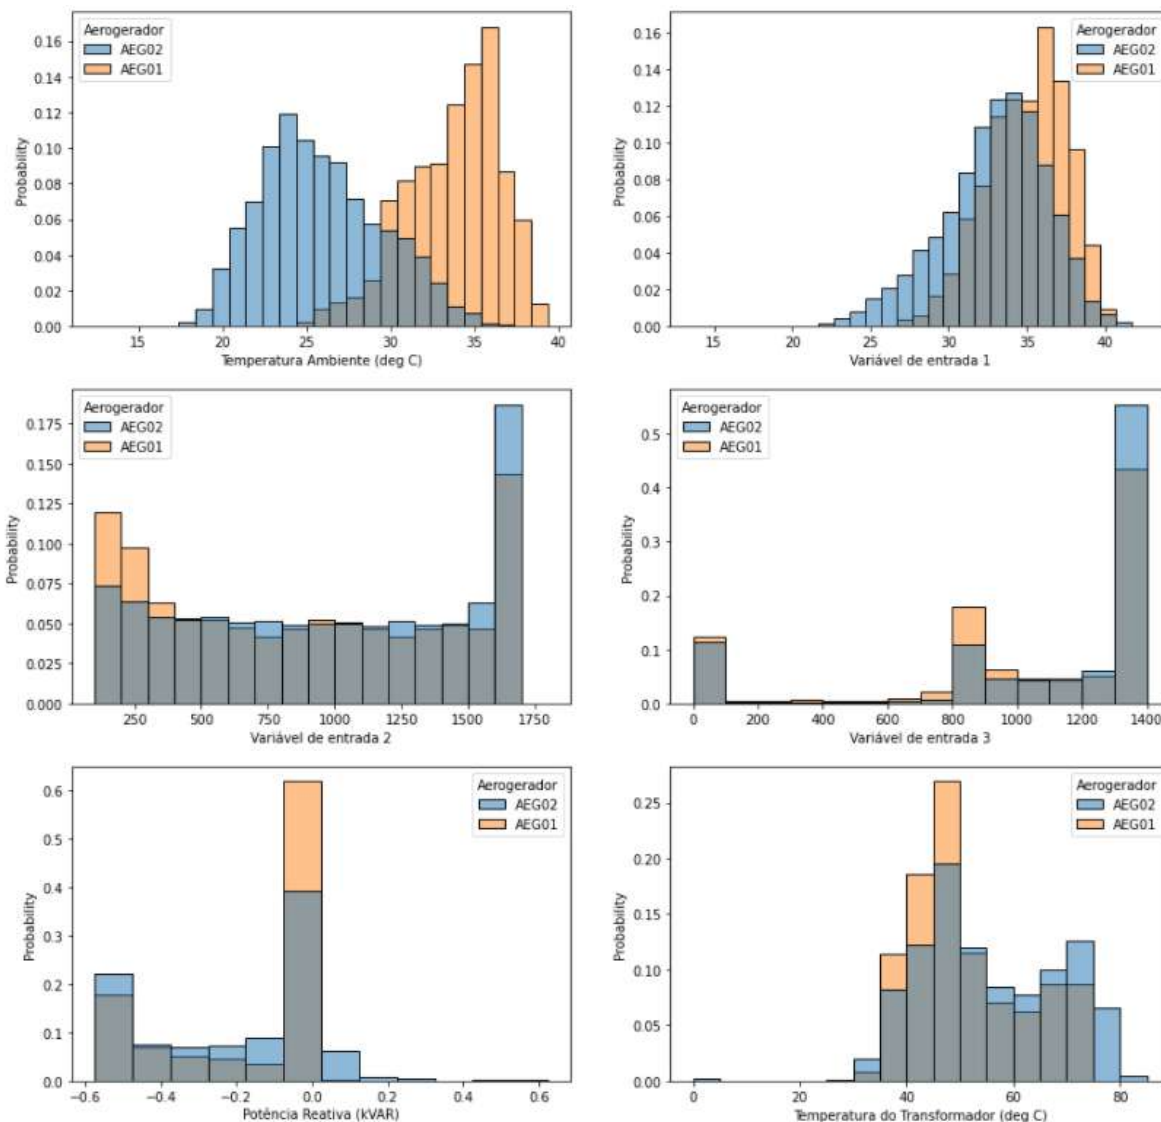 Aerogerador
AEG02
AEG01
Probability
0.16
0.14
0.12
0.10
0.08
0.06
0.04
0.02
0.00
15 20 25 30 35 40
Temperatura Ambiente (deg C)
Aerogerador
AEG02
AEG01
Probability
0.16
0.14
0.12
0.10
0.08
0.06
0.04
0.02
0.00
15 20 25 30 35 40
Variável de entrada 1
Aerogerador
AEG02
AEG01
Probability
0.175
0.150
0.125
0.100
0.075
0.050
0.025
0.000
250 500 750 1000 1250 1500 1750
Variável de entrada 2
Aerogerador
AEG02
AEG01
Probability
0.5
0.4
0.3
0.2
0.1
0.0
0 200 400 600 800 1000 1200 1400
Variável de entrada 3
Aerogerador
AEG02
AEG01
Probability
0.6
0.5
0.4
0.3
0.2
0.1
0.0
−0.6 −0.4 −0.2 0.0 0.2 0.4 0.6
Potência Reativa (kVAR)
Aerogerador
AEG02
AEG01
Probability
0.25
0.20
0.15
0.10
0.05
0.00
0 20 40 60 80
Temperatura do Transformador (deg C)